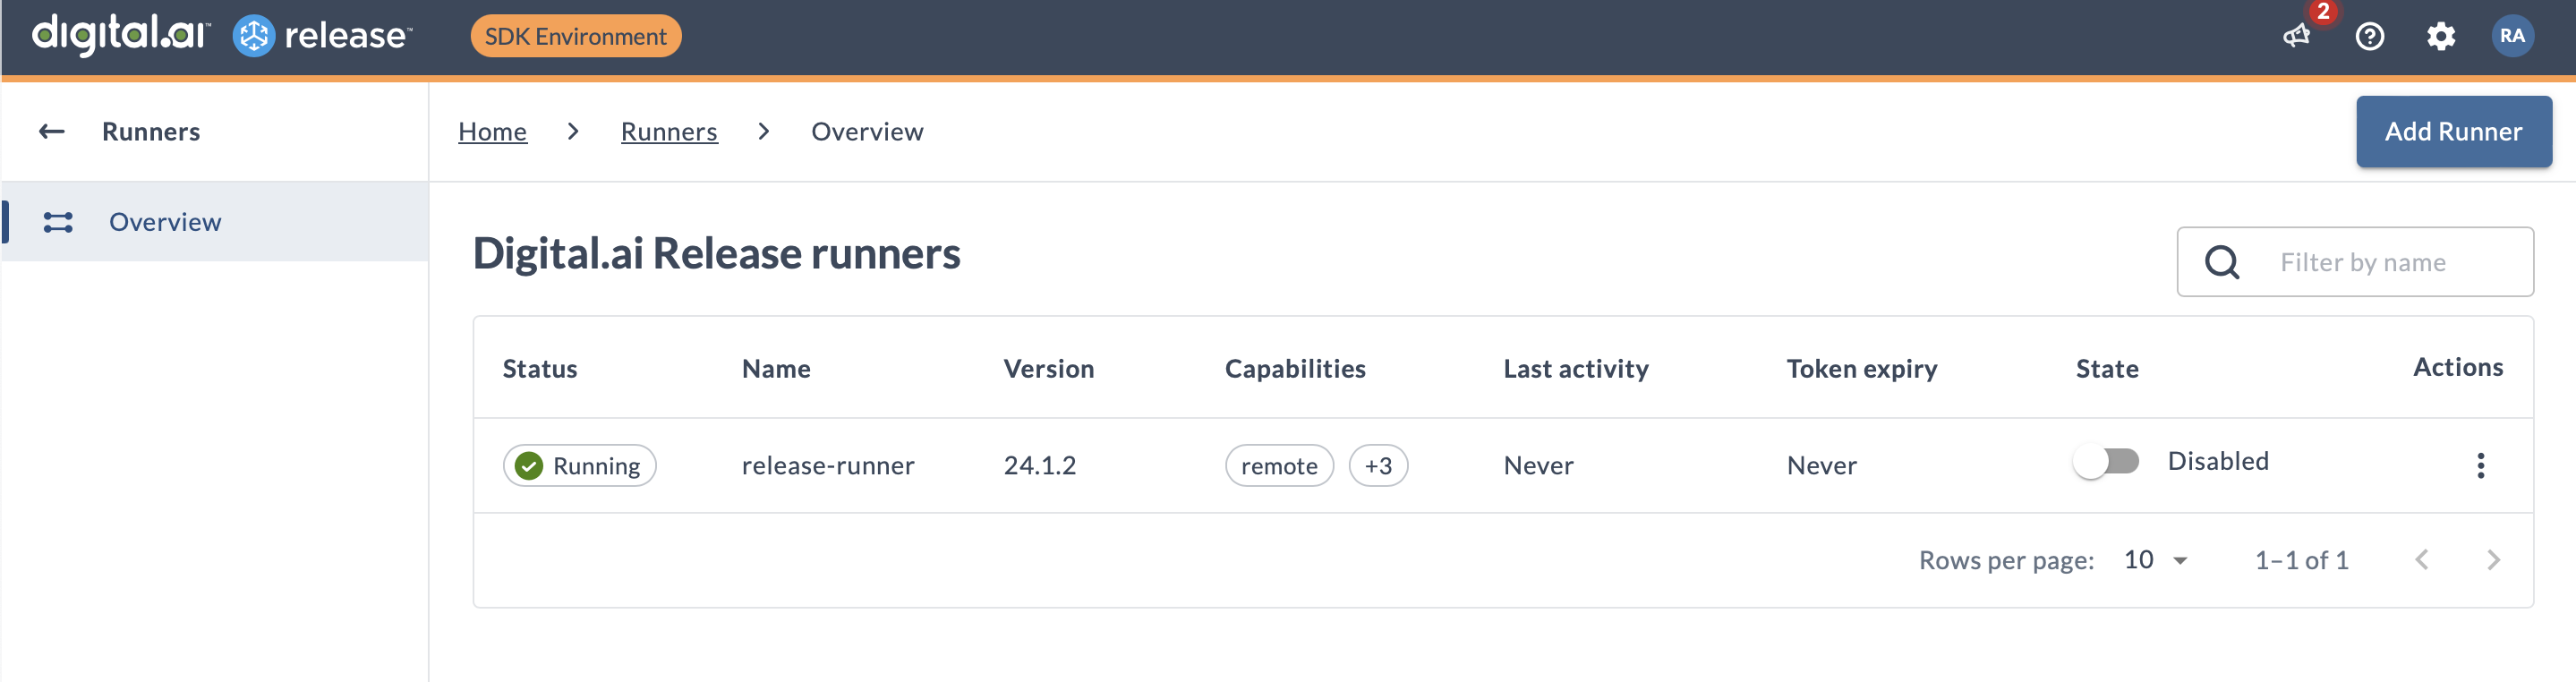 digital.ai™ release™ SDK Environment 2 RA
Runners Home Runners Overview Add Runner
Overview
Digital.ai Release runners Filter by name
Status Name Version Capabilities Last activity Token expiry State Actions
Running release-runner 24.1.2 remote +3 Never Never Disabled
Rows per page: 10 1–1 of 1